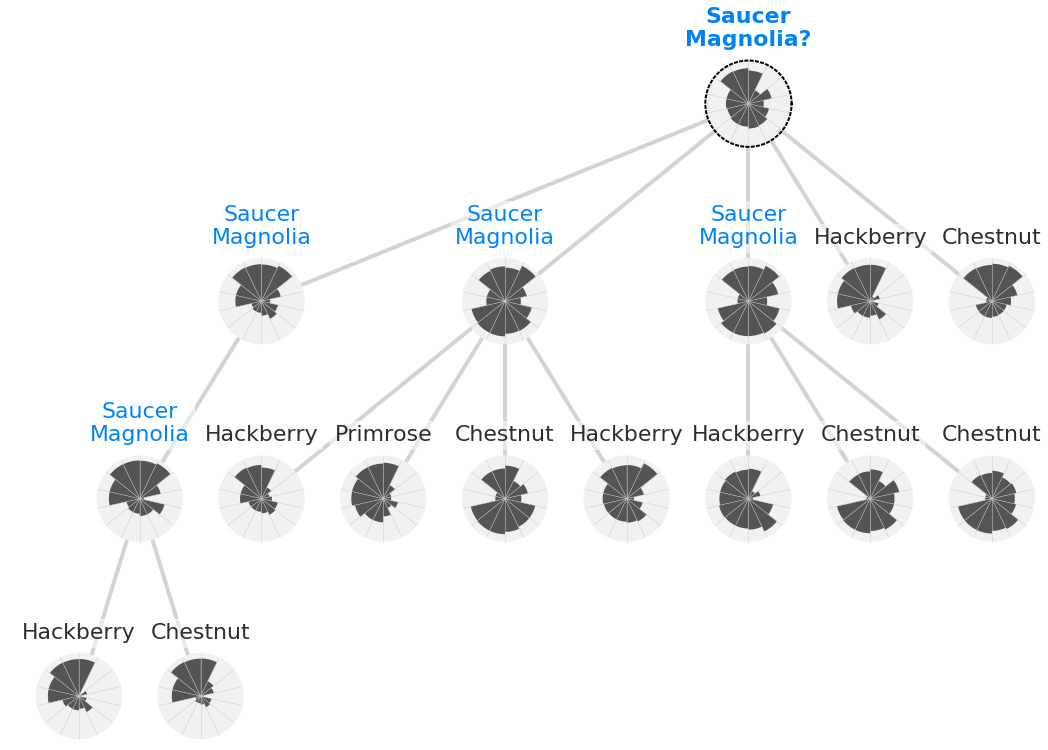 Saucer
Magnolia?
Saucer
Magnolia
Saucer
Magnolia
Saucer
Magnolia
Hackberry
Chestnut
Saucer
Magnolia
Hackberry
Primrose
Chestnut
Hackberry
Hackberry
Chestnut
Chestnut
Hackberry
Chestnut